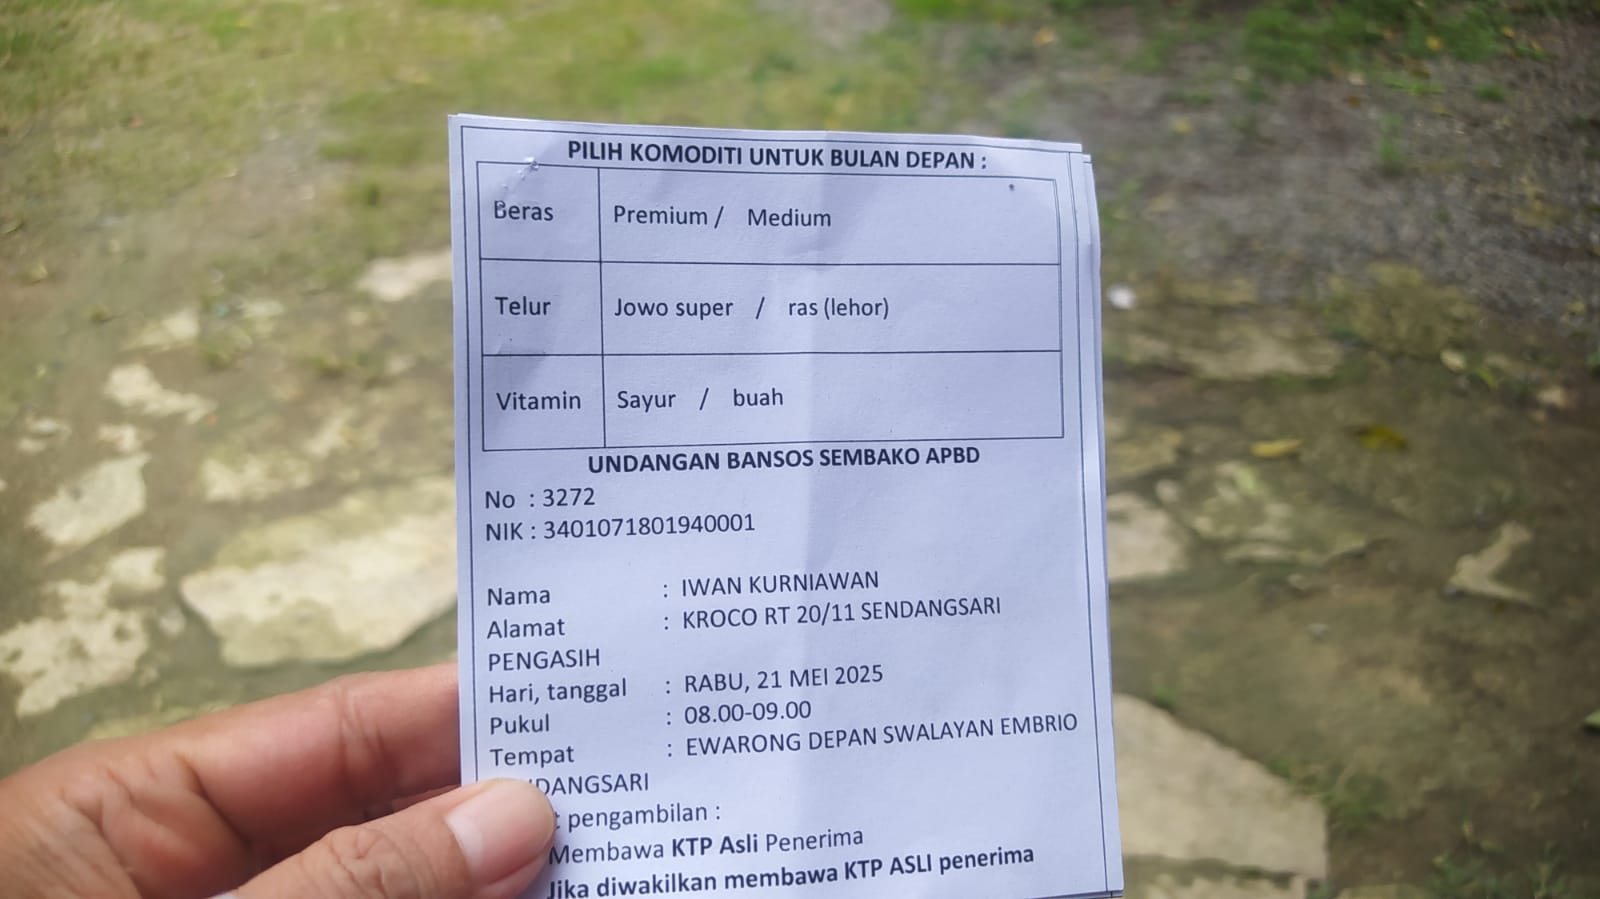 PILIH KOMODITI UNTUK BULAN DEPAN :
Beras Premium / Medium
Telur Jowo super / ras (lehor)
Vitamin Sayur / buah
UNDANGAN BANSOS SEMBAKO APBD
No : 3272
NIK : 3401071801940001
Nama : IWAN KURNIAWAN
Alamat : KROCO RT 20/11 SENDANGSARI
PENGASIH
Hari, tanggal : RABU, 21 MEI 2025
Pukul : 08.00-09.00
Tempat : EWARONG DEPAN SWALAYAN EMBRIO
DANGSARI
pengambilan :
Membawa KTP Asli Penerima
Jika diwakilkan membawa KTP ASLI penerima